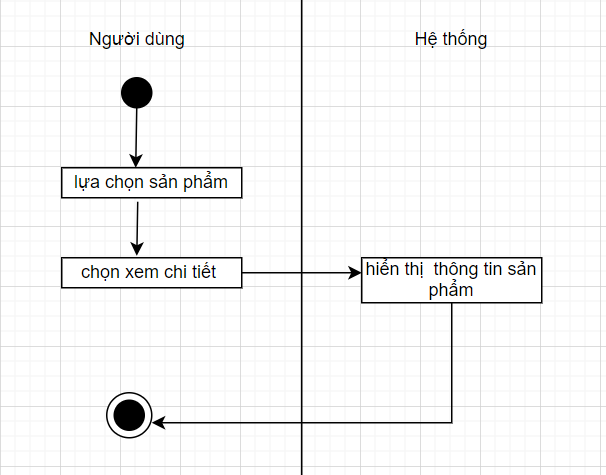 Người dùng
Hệ thống
lựa chọn sản phẩm
chọn xem chi tiết
hiển thị thông tin sản
phẩm